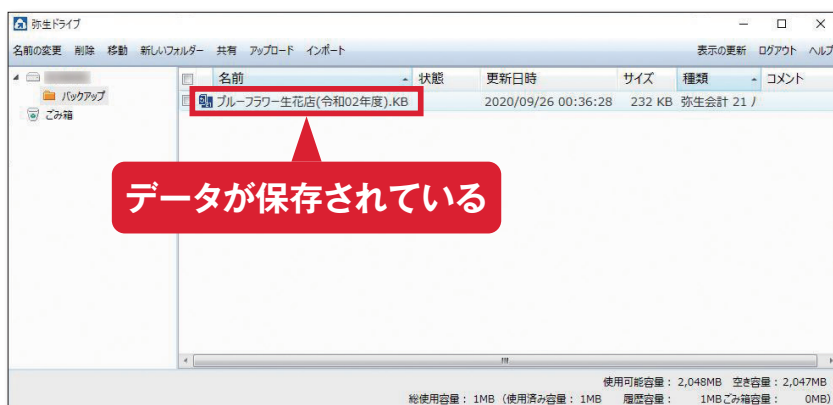 弥生ドライブ
名前の変更 削除 移動 新しいフォルダー 共有 アップロード インポート 表示の更新 ログアウト ヘルプ
名前 状態 更新日時 サイズ 種類 コメント
バックアップ ブルーフラワー生花店(令和02年度).KB 2020/09/26 00:36:28 232 KB 弥生会計 21
ごみ箱
データが保存されている
使用可能容量： 2,048MB 空き容量：2,047MB
総使用容量： 1MB（使用済み容量： 1MB 履歴容量： 1MBごみ箱容量： 0MB)